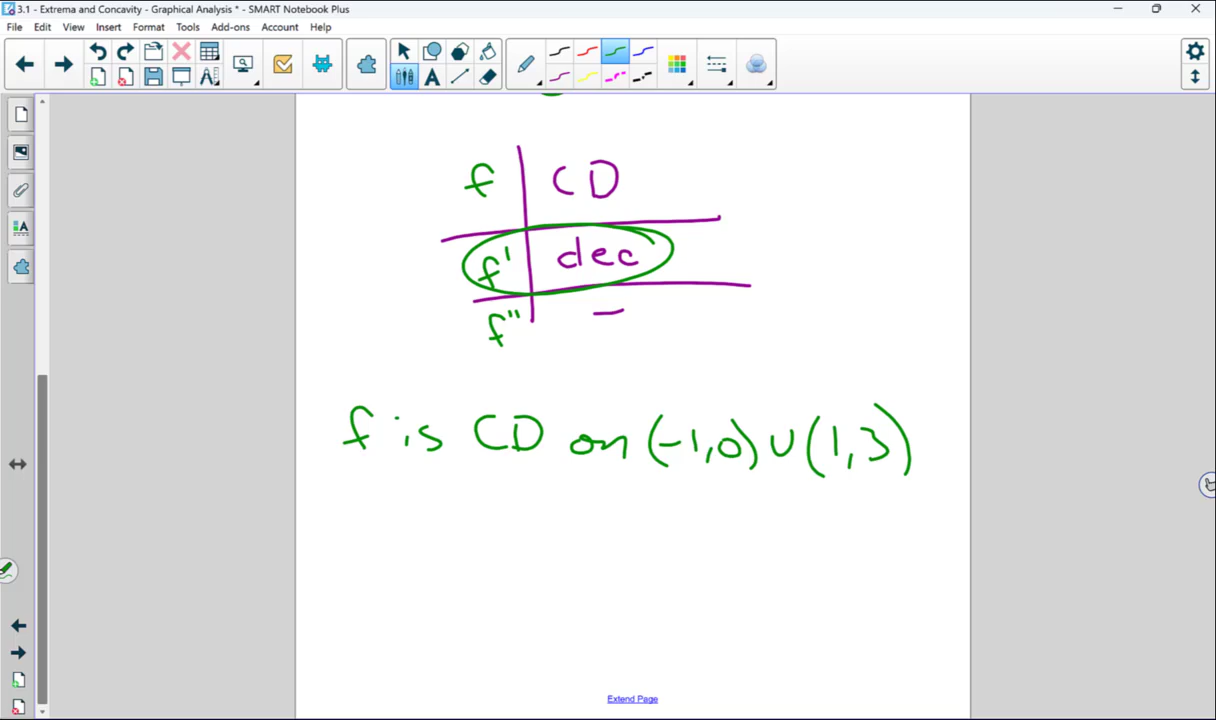 3.1 - Extrema and Concavity - Graphical Analysis * - SMART Notebook Plus
File Edit View Insert Format Tools Add-ons Account Help
f CD
f' dec
f" −
f is CD on (-1,0) ∪ (1,3)
Extend Page